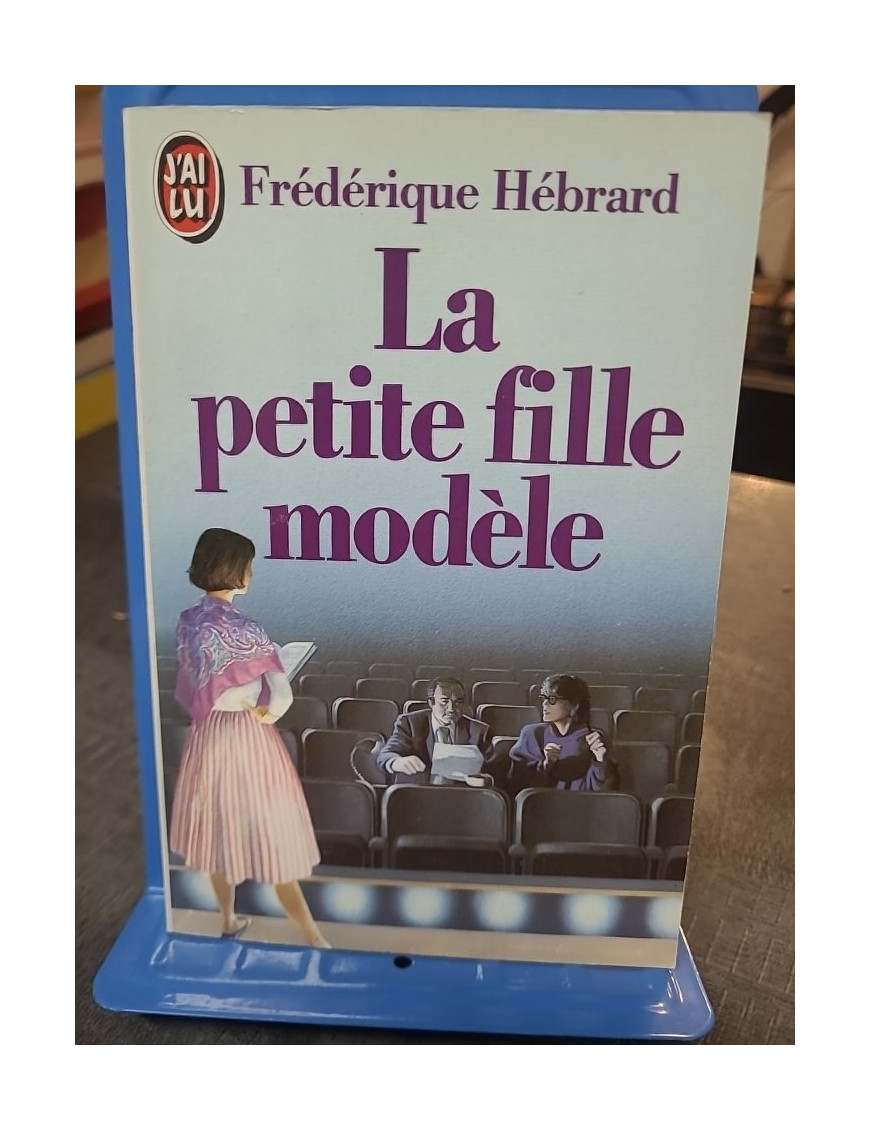 J'AI
LU
Frédérique Hébrard
La
petite fille
modèle